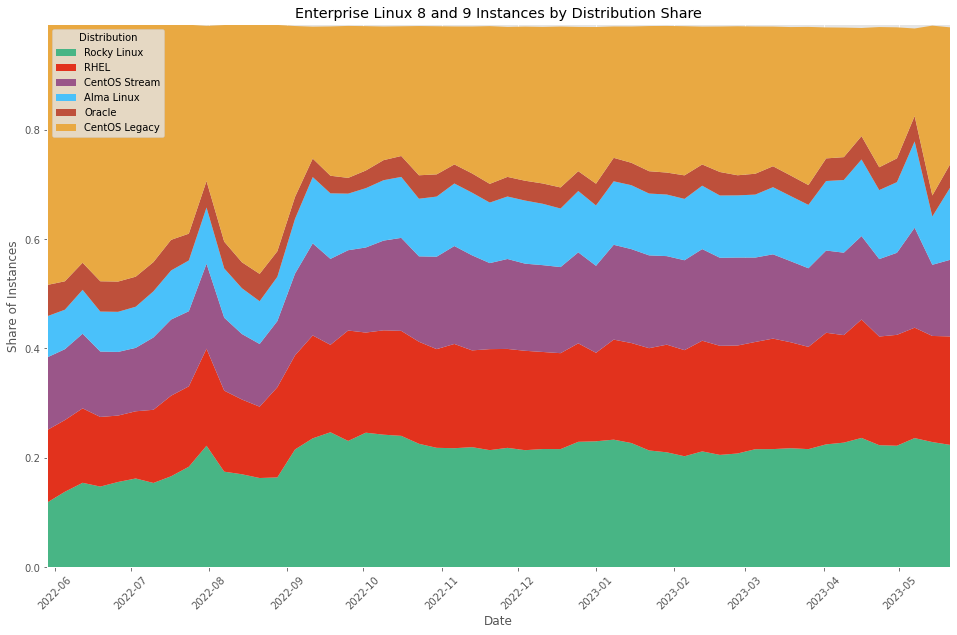 Enterprise Linux 8 and 9 Instances by Distribution Share
Distribution
Rocky Linux
RHEL
CentOS Stream
Alma Linux
Oracle
CentOS Legacy
0.8
0.6
0.4
0.2
0.0
Share of Instances
2022-06
2022-07
2022-08
2022-09
2022-10
2022-11
2022-12
2023-01
2023-02
2023-03
2023-04
2023-05
Date